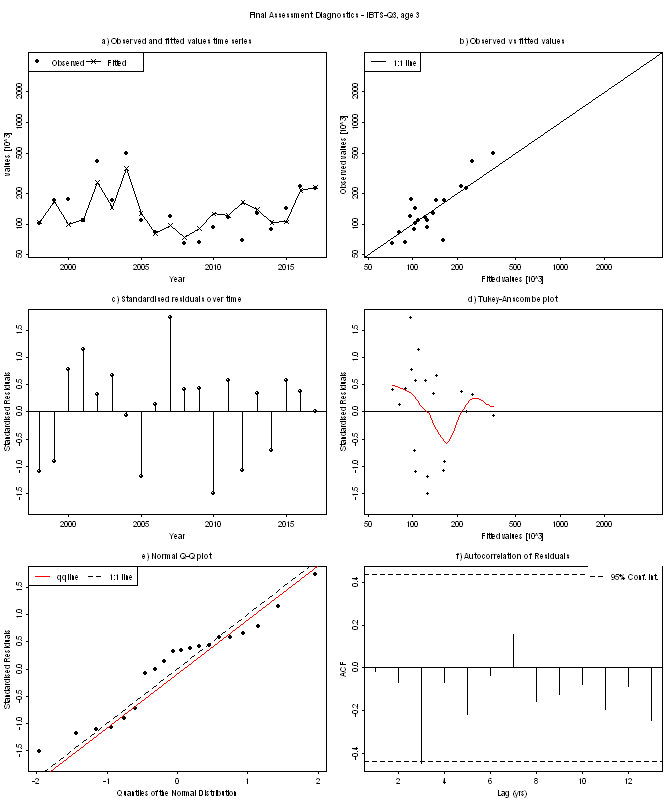 Final Assessment Diagnostics - IBTS-Q3, age 3
a) Observed and fitted values time series
Observed Fitted
values [10^3]
50 100 200 500 1000 2000
2000 2005 2010 2015
Year
b) Observed vs fitted values
1:1 line
Observed values [10^3]
50 100 200 500 1000 2000
50 100 200 500 1000 2000
Fitted values [10^3]
c) Standardised residuals over time
Standardised Residuals
-1.5 -1.0 -0.5 0.0 0.5 1.0 1.5
2000 2005 2010 2015
Year
d) Tukey-Anscombe plot
Standardised Residuals
-1.5 -1.0 -0.5 0.0 0.5 1.0 1.5
50 100 200 500 1000 2000
Fitted values [10^3]
e) Normal Q-Q plot
qq line 1:1 line
Standardised Residuals
-1.5 -1.0 -0.5 0.0 0.5 1.0 1.5
-2 -1 0 1 2
Quantiles of the Normal Distribution
f) Autocorrelation of Residuals
95% Conf. Int.
ACF
-0.4 -0.2 0.0 0.2 0.4
2 4 6 8 10 12
Lag (yrs)